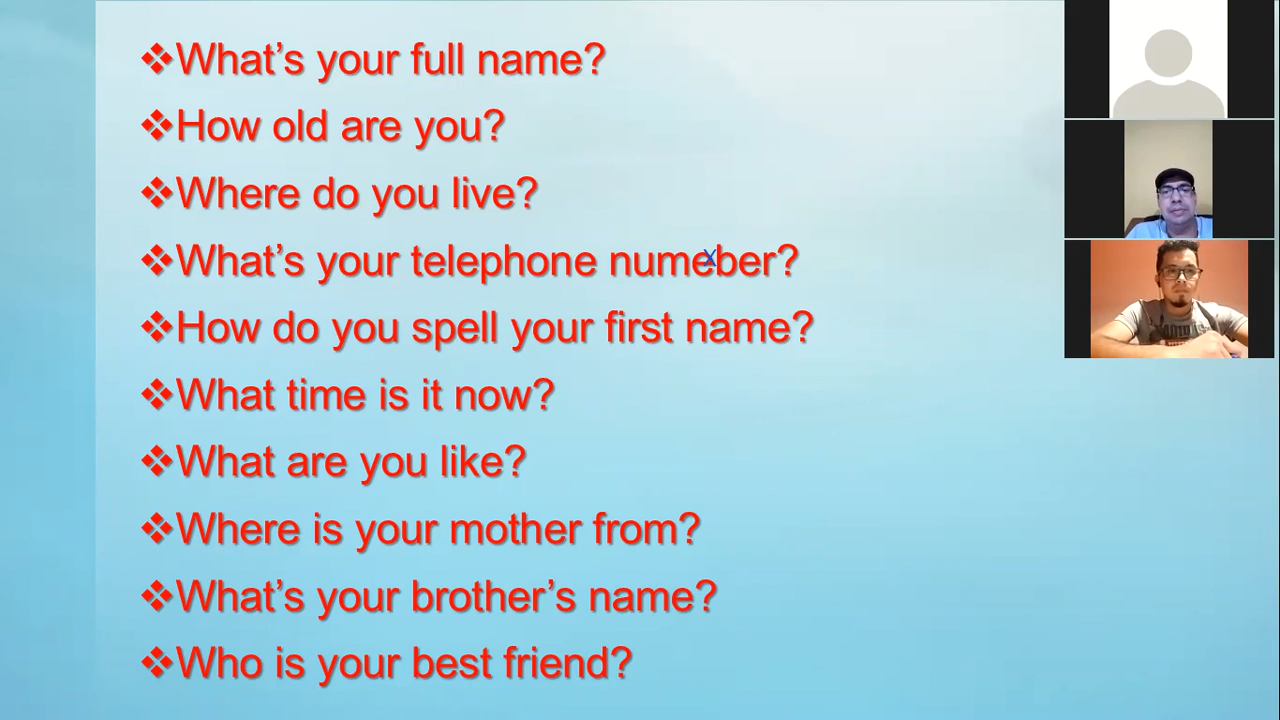 ❖What's your full name?
❖How old are you?
❖Where do you live?
❖What's your telephone numeber?
❖How do you spell your first name?
❖What time is it now?
❖What are you like?
❖Where is your mother from?
❖What's your brother's name?
❖Who is your best friend?